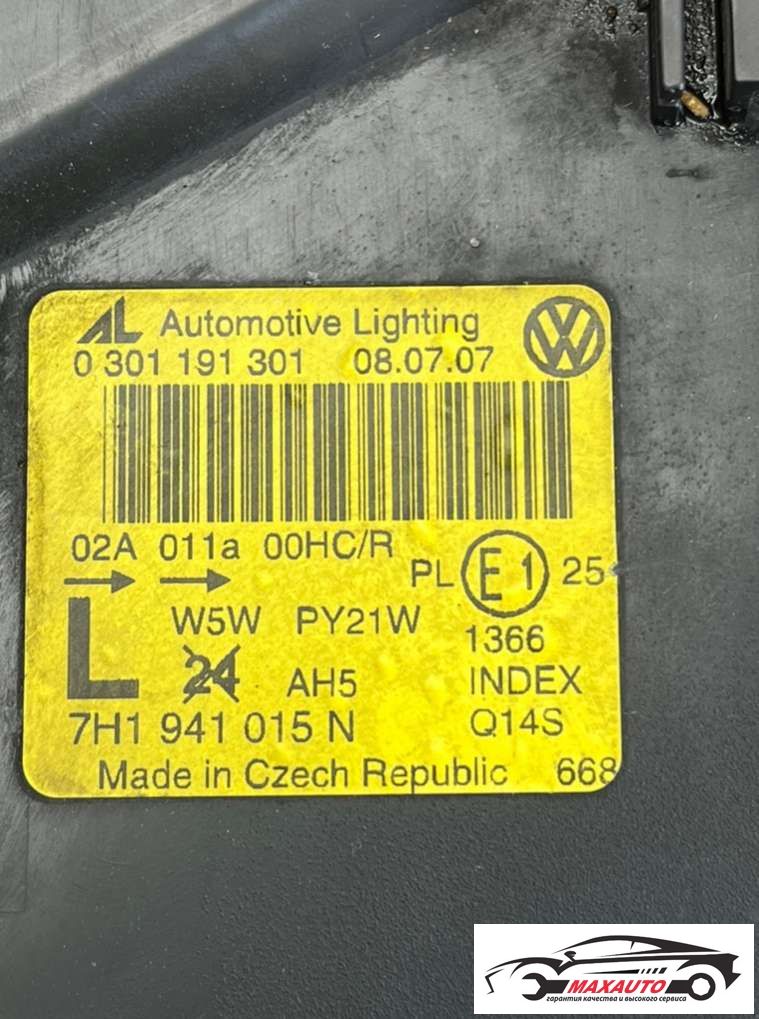 AL Automotive Lighting
0 301 191 301 08.07.07
02A 011a 00HC/R
PL E1 25
L W5W PY21W
1366
24 AH5 INDEX
7H1 941 015 N Q14S
Made in Czech Republic 668
MAXAUTO
гарантия качества и высокого сервиса